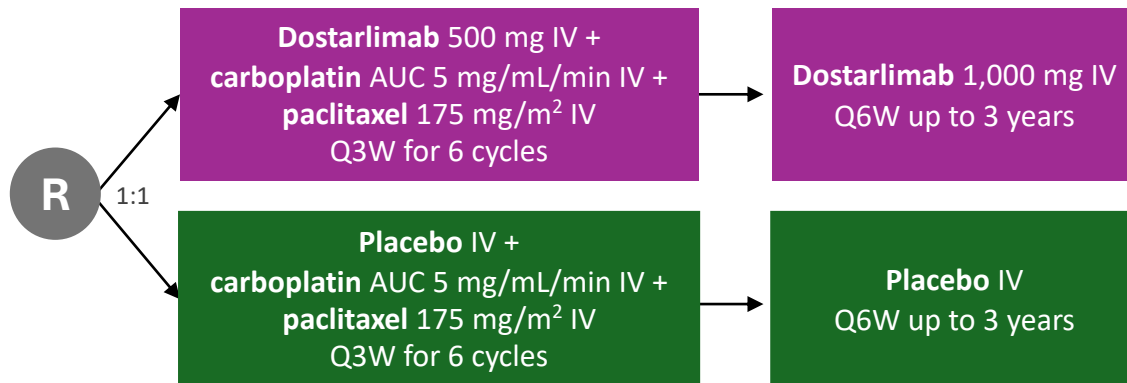 R
1:1
Dostarlimab 500 mg IV +
carboplatin AUC 5 mg/mL/min IV +
paclitaxel 175 mg/m² IV
Q3W for 6 cycles
Dostarlimab 1,000 mg IV
Q6W up to 3 years
Placebo IV +
carboplatin AUC 5 mg/mL/min IV +
paclitaxel 175 mg/m² IV
Q3W for 6 cycles
Placebo IV
Q6W up to 3 years